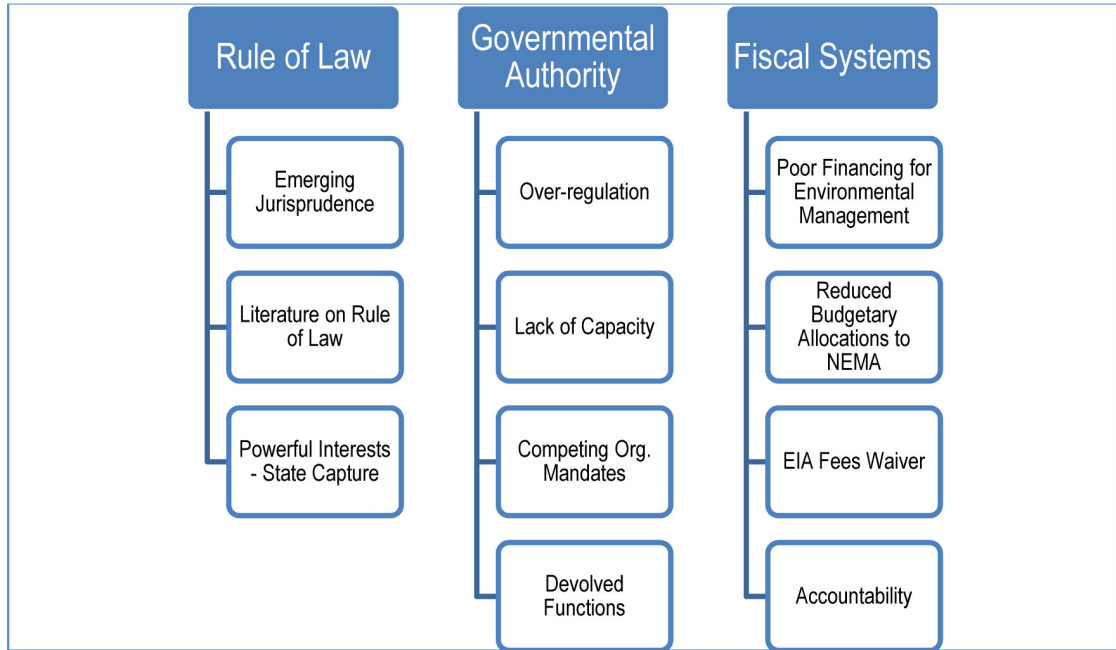 Rule of Law
Emerging
Jurisprudence
Literature on Rule
of Law
Powerful Interests
- State Capture
Governmental
Authority
Over-regulation
Lack of Capacity
Competing Org.
Mandates
Devolved
Functions
Fiscal Systems
Poor Financing for
Environmental
Management
Reduced
Budgetary
Allocations to
NEMA
EIA Fees Waiver
Accountability